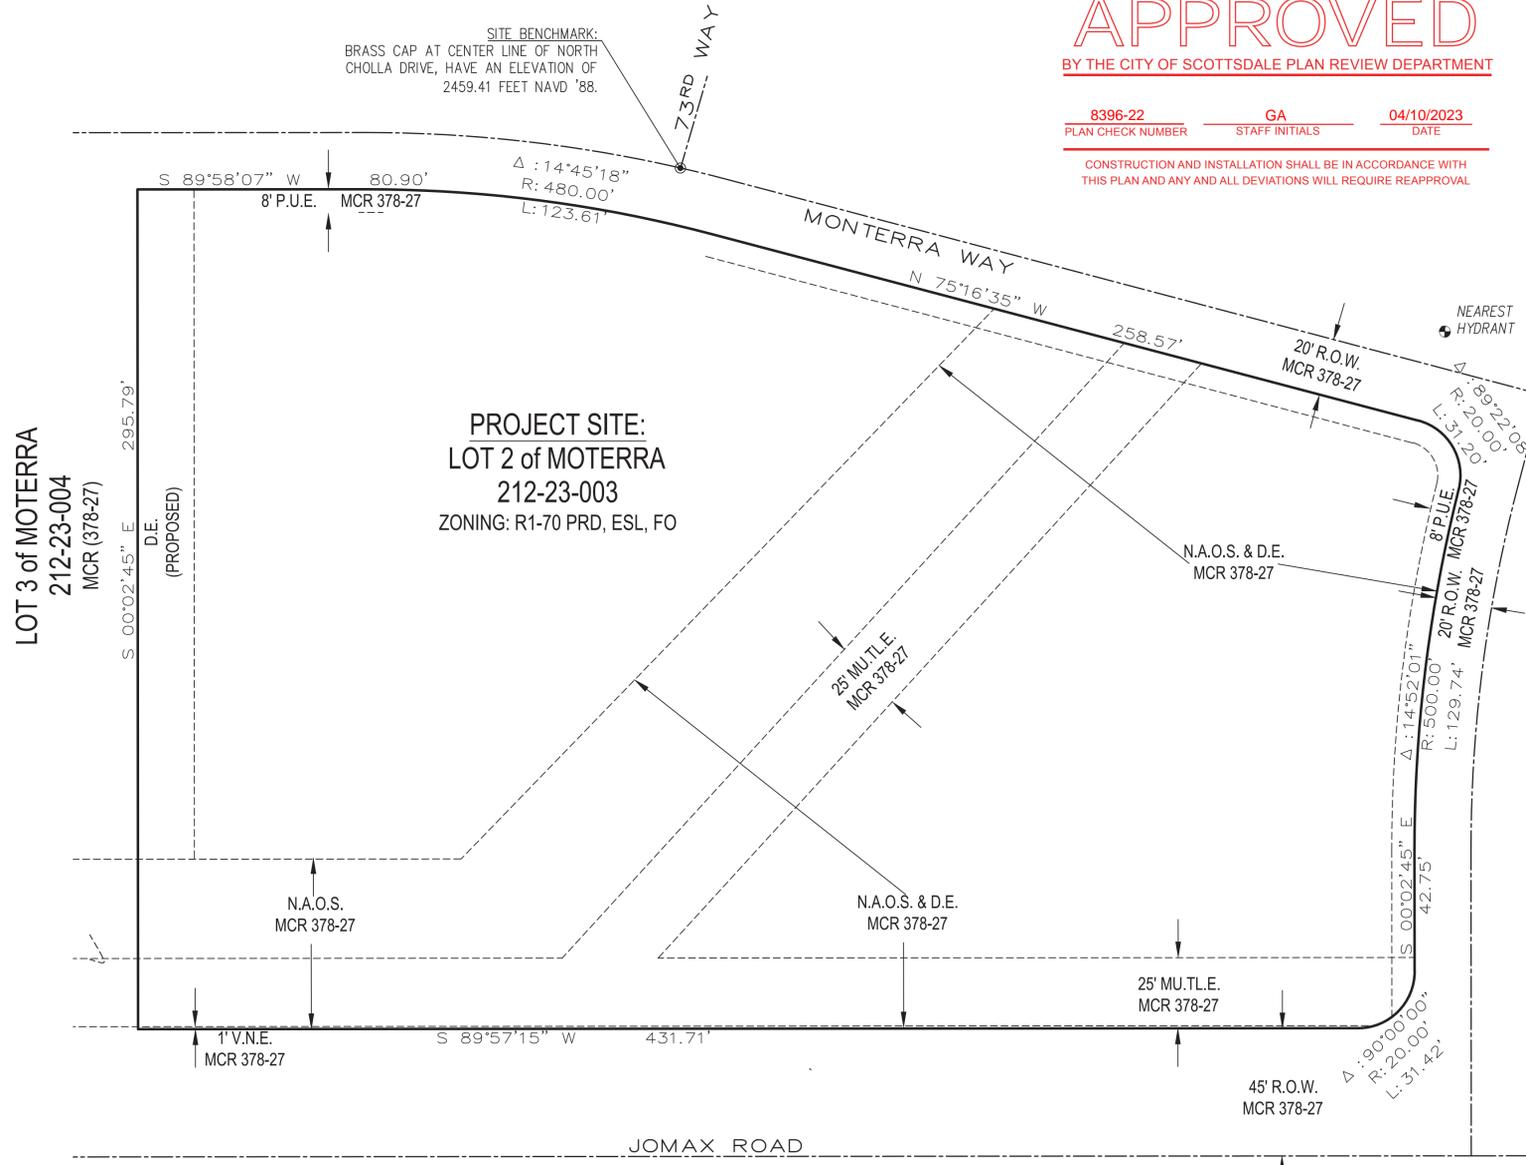 APPROVED
BY THE CITY OF SCOTTSDALE PLAN REVIEW DEPARTMENT
8396-22
PLAN CHECK NUMBER
GA
STAFF INITIALS
04/10/2023
DATE
CONSTRUCTION AND INSTALLATION SHALL BE IN ACCORDANCE WITH
THIS PLAN AND ANY AND ALL DEVIATIONS WILL REQUIRE REAPPROVAL
SITE BENCHMARK:
BRASS CAP AT CENTER LINE OF NORTH
CHOLLA DRIVE, HAVE AN ELEVATION OF
2459.41 FEET NAVD '88.
73RD WAY
S 89°58'07" W 80.90'
8' P.U.E. MCR 378-27
Δ : 14°45'18"
R: 480.00'
L: 123.61'
MONTERRA WAY
N 75°16'35" W
258.57'
20' R.O.W.
MCR 378-27
NEAREST
HYDRANT
Δ : 89°22'08
R: 20.00'
L: 31.20'
LOT 3 of MOTERRA
212-23-004
MCR (378-27)
S 00°02'45" E 295.79'
D.E.
(PROPOSED)
PROJECT SITE:
LOT 2 of MOTERRA
212-23-003
ZONING: R1-70 PRD, ESL, FO
8' P.U.E.
MCR 378-27
N.A.O.S. & D.E.
MCR 378-27
20' R.O.W.
MCR 378-27
25' MU.TL.E.
MCR 378-27
Δ : 14°52'01"
R: 500.00'
L: 129.74'
S 00°02'45" E
42.75'
N.A.O.S.
MCR 378-27
N.A.O.S. & D.E.
MCR 378-27
25' MU.TL.E.
MCR 378-27
1' V.N.E.
MCR 378-27
S 89°57'15" W 431.71'
Δ : 90°00'00"
R: 20.00'
L: 31.42'
45' R.O.W.
MCR 378-27
JOMAX ROAD